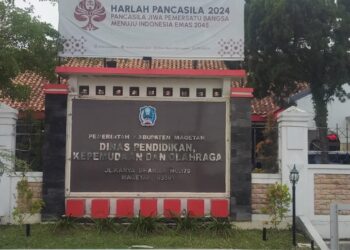 HARLAH PANCASILA 2024
PANCASILA JIWA PEMERSATU BANGSA
MENUJU INDONESIA EMAS 2045
PEMERINTAH KABUPATEN MAGETAN
DINAS PENDIDIKAN,
KEPEMUDAAN DAN OLAHRAGA
MAGETAN